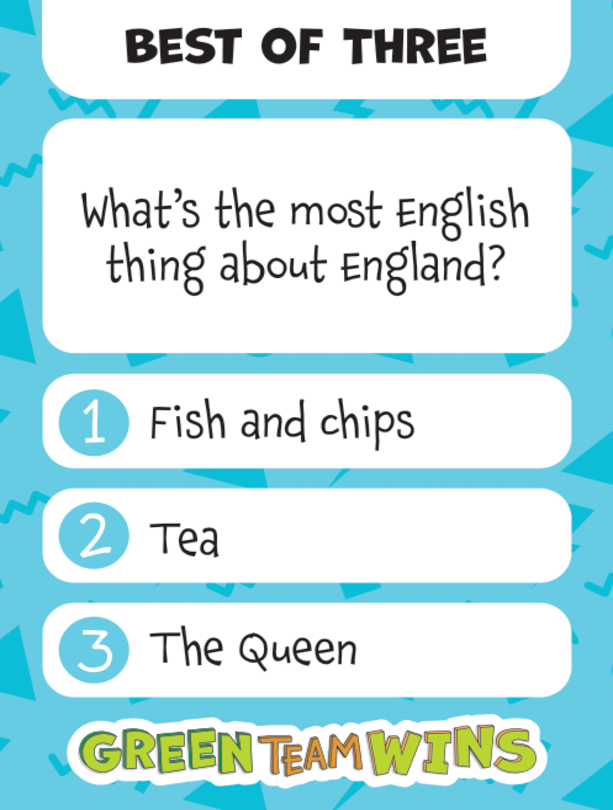 BEST OF THREE
What's the most English
thing about England?
1 Fish and chips
2 Tea
3 The Queen
GREEN TEAM WINS